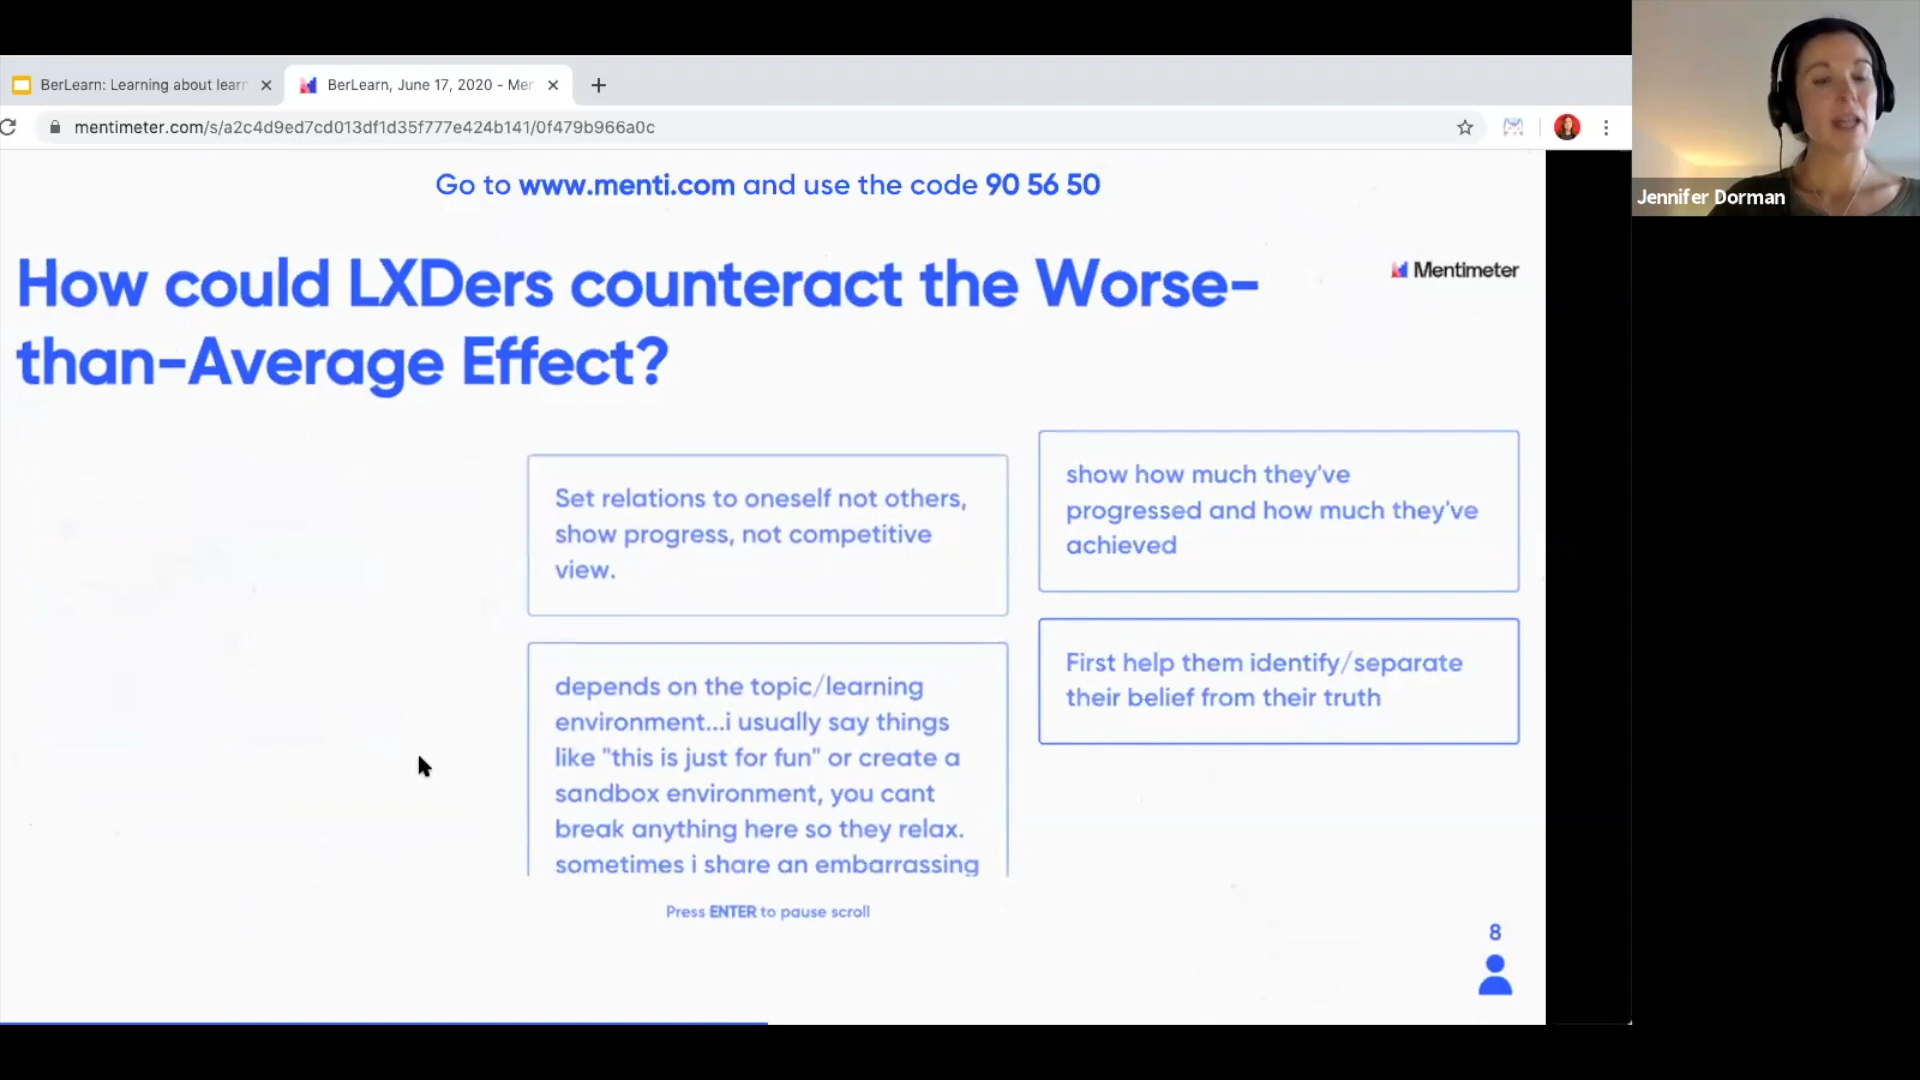 BerLearn: Learning about learn
BerLearn, June 17, 2020 - Mer
mentimeter.com/s/a2c4d9ed7cd013df1d35f777e424b141/0f479b966a0c
Jennifer Dorman
Go to www.menti.com and use the code 90 56 50
How could LXDers counteract the Worse-
than-Average Effect?
Mentimeter
Set relations to oneself not others,
show progress, not competitive
view.
depends on the topic/learning
environment...i usually say things
like "this is just for fun" or create a
sandbox environment, you cant
break anything here so they relax.
sometimes i share an embarrassing
show how much they've
progressed and how much they've
achieved
First help them identify/separate
their belief from their truth
Press ENTER to pause scroll
8